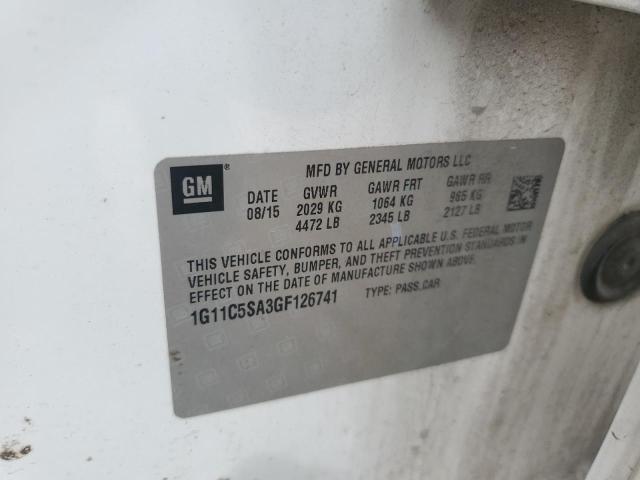 GM ®
MFD BY GENERAL MOTORS LLC
DATE GVWR GAWR FRT GAWR RR
08/15 2029 KG 1064 KG 965 KG
4472 LB 2345 LB 2127 LB
THIS VEHICLE CONFORMS TO ALL APPLICABLE U.S. FEDERAL MOTOR
VEHICLE SAFETY, BUMPER, AND THEFT PREVENTION STANDARDS IN
EFFECT ON THE DATE OF MANUFACTURE SHOWN ABOVE.
1G11C5SA3GF126741 TYPE: PASS.CAR